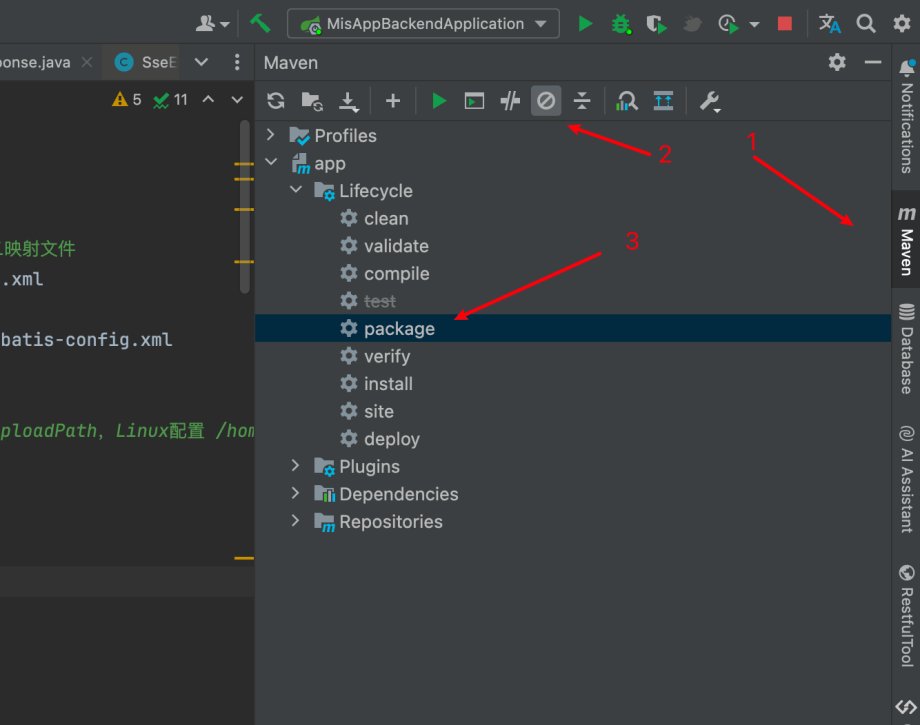 MisAppBackendApplication
ponse.java
SseE
Maven
5
11
Profiles
2
1
app
Notifications
Lifecycle
clean
validate
映射文件
3
.xml
compile
Maven
test
package
batis-config.xml
verify
Database
install
site
ploadPath, Linux配置 /hom
deploy
Plugins
AI Assistant
Dependencies
Repositories
RestfulTool